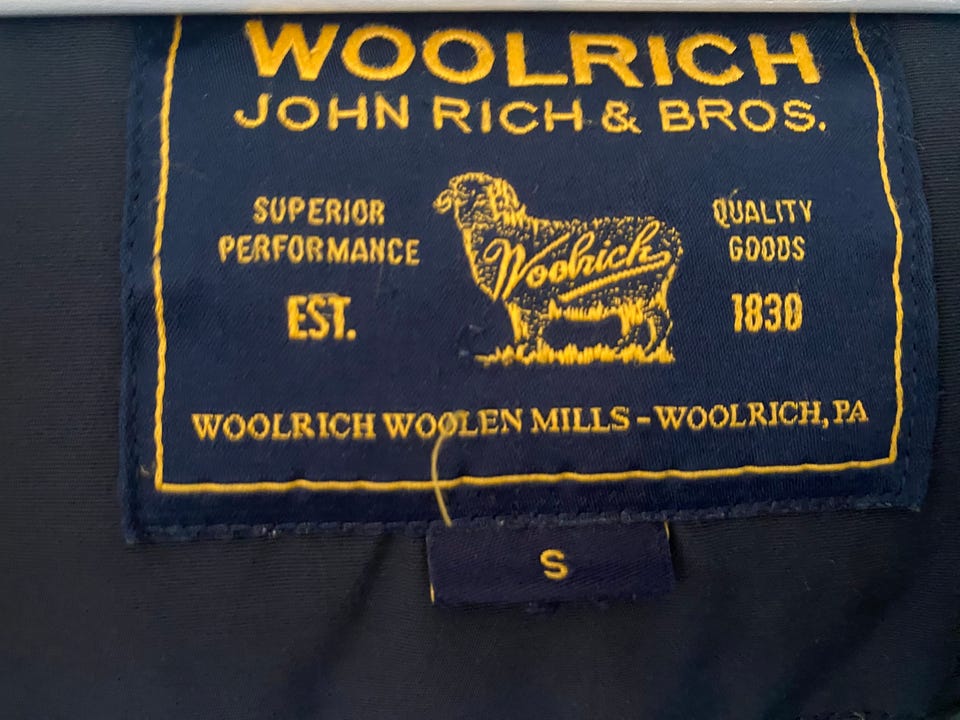 WOOLRICH
JOHN RICH & BROS.
SUPERIOR
PERFORMANCE
EST.
Woolrich
QUALITY
GOODS
1830
WOOLRICH WOOLEN MILLS - WOOLRICH, PA
S